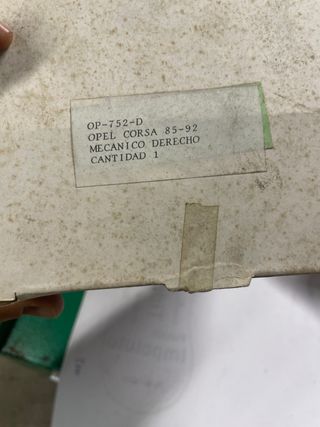 OP-752-D
OPEL CORSA 85-92
MECANICO DERECHO
CANTIDAD 1